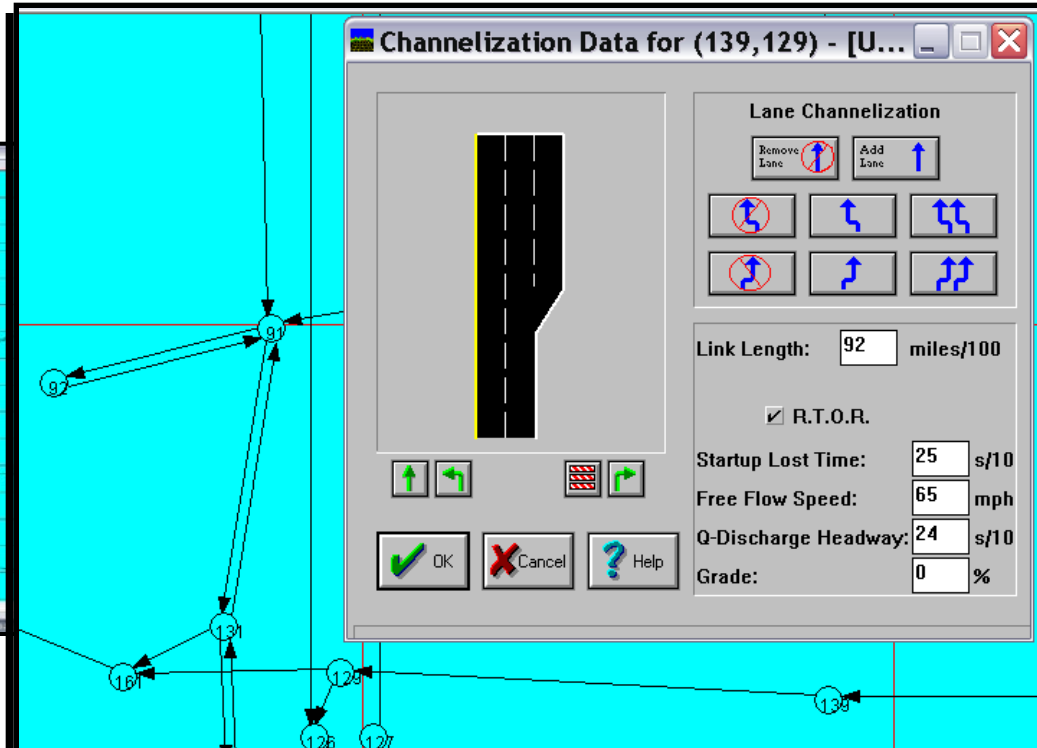 Channelization Data for (139,129) - [U...
Lane Channelization
Remove
Lane
Add
Lane
Link Length: 92 miles/100
R.T.O.R.
Startup Lost Time: 25 s/10
Free Flow Speed: 65 mph
Q-Discharge Headway: 24 s/10
Grade: 0 %
OK
Cancel
Help
91
92
131
161
129
139
126
127